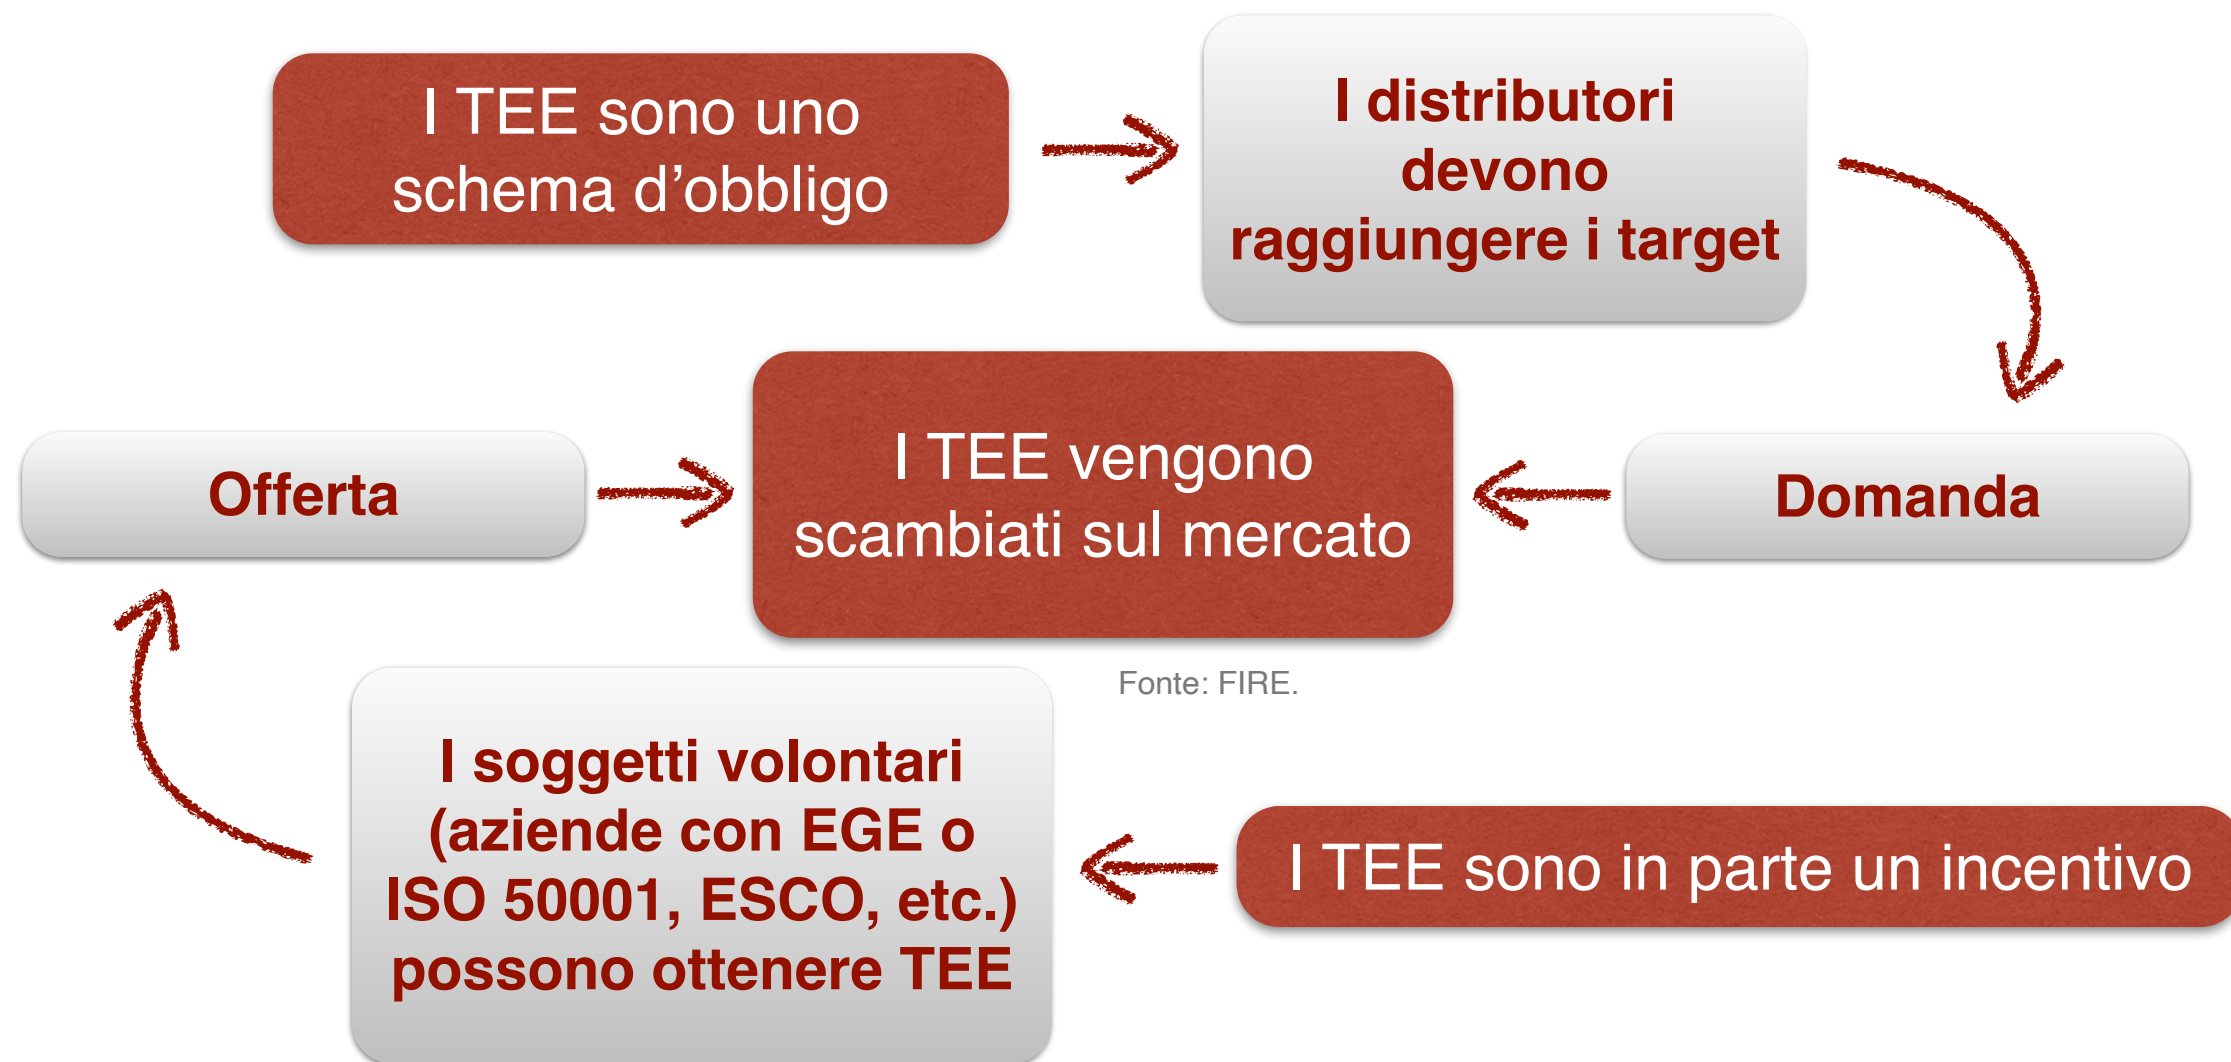 I TEE sono uno
schema d’obbligo
I distributori
devono
raggiungere i target
Offerta
I TEE vengono
scambiati sul mercato
Domanda
Fonte: FIRE.
I soggetti volontari
(aziende con EGE o
ISO 50001, ESCO, etc.)
possono ottenere TEE
I TEE sono in parte un incentivo